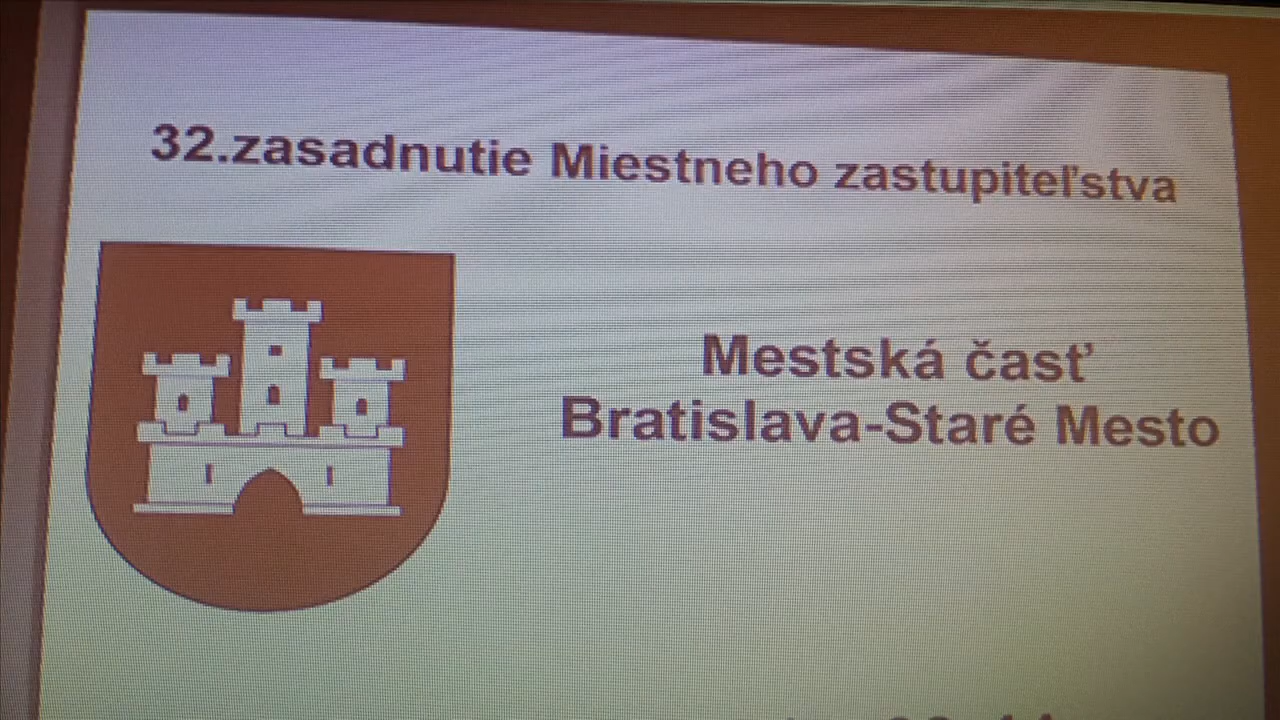 32.zasadnutie Miestneho zastupiteľstva
Mestská časť
Bratislava-Staré Mesto